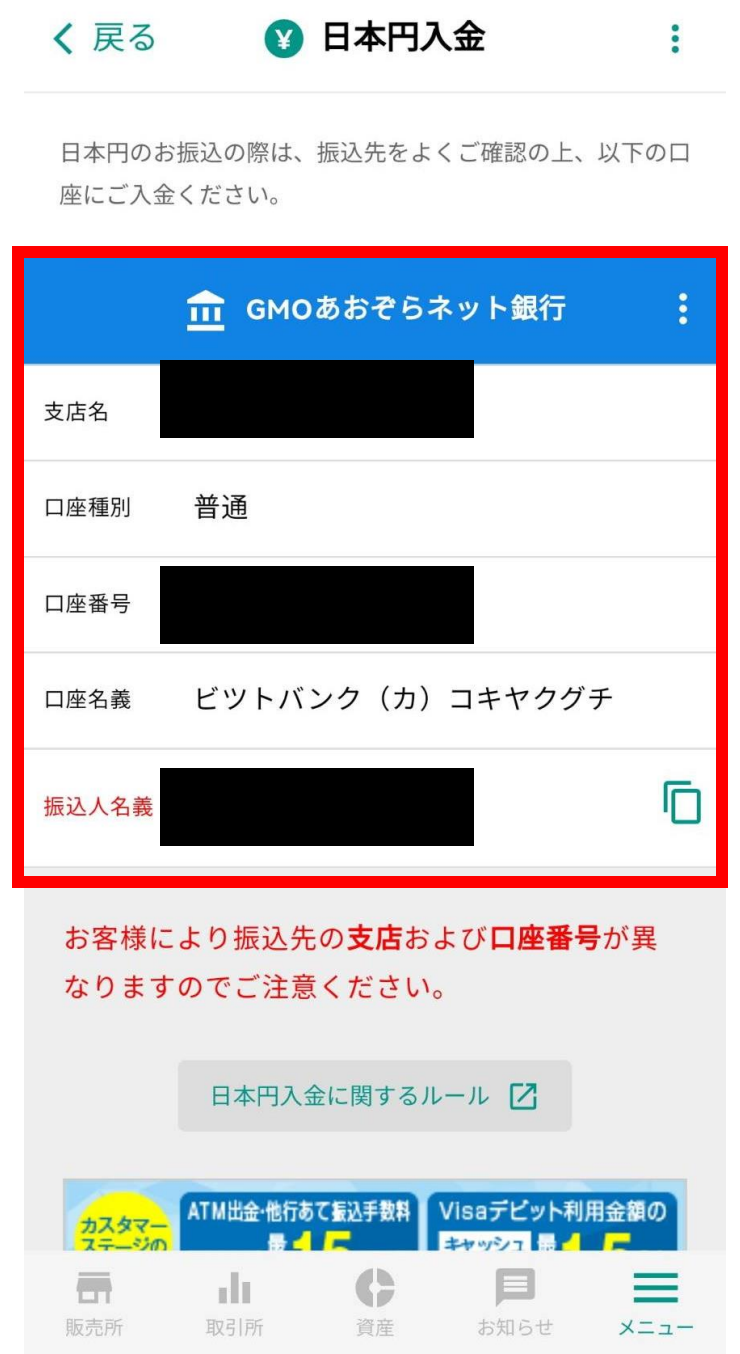 戻る
日本円入金
日本円のお振込の際は、振込先をよくご確認の上、以下の口
座にご入金ください。
GMOあおぞらネット銀行
支店名
口座種別 普通
口座番号
口座名義 ビツトバンク（カ）コキヤクグチ
振込人名義
お客様により振込先の支店および口座番号が異
なりますのでご注意ください。
日本円入金に関するルール
カスタマー
ステージの
ATM出金・他行あて振込手数料
最15
Visaデビット利用金額の
キャッシュ 最1.5
販売所 取引所 資産 お知らせ メニュー